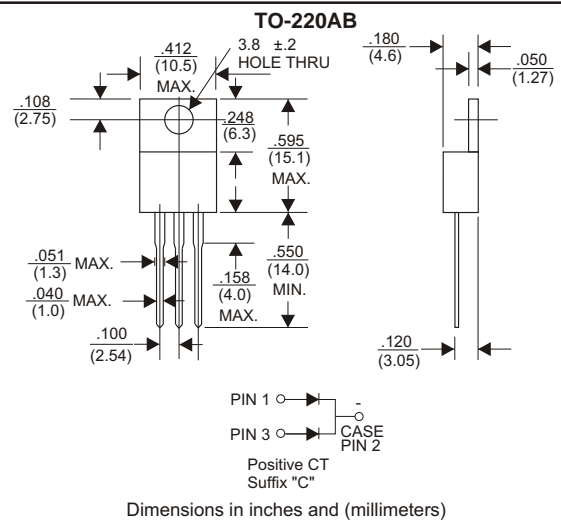 TO-220AB
.412
(10.5)
MAX.
3.8 ±.2
HOLE THRU
.180
(4.6)
.050
(1.27)
.108
(2.75)
.248
(6.3)
.595
(15.1)
MAX.
.051
(1.3)
MAX.
.040
(1.0)
MAX.
.158
(4.0)
MAX.
.550
(14.0)
MIN.
.100
(2.54)
.120
(3.05)
PIN 1
-
PIN 3
CASE
PIN 2
Positive CT
Suffix "C"
Dimensions in inches and (millimeters)